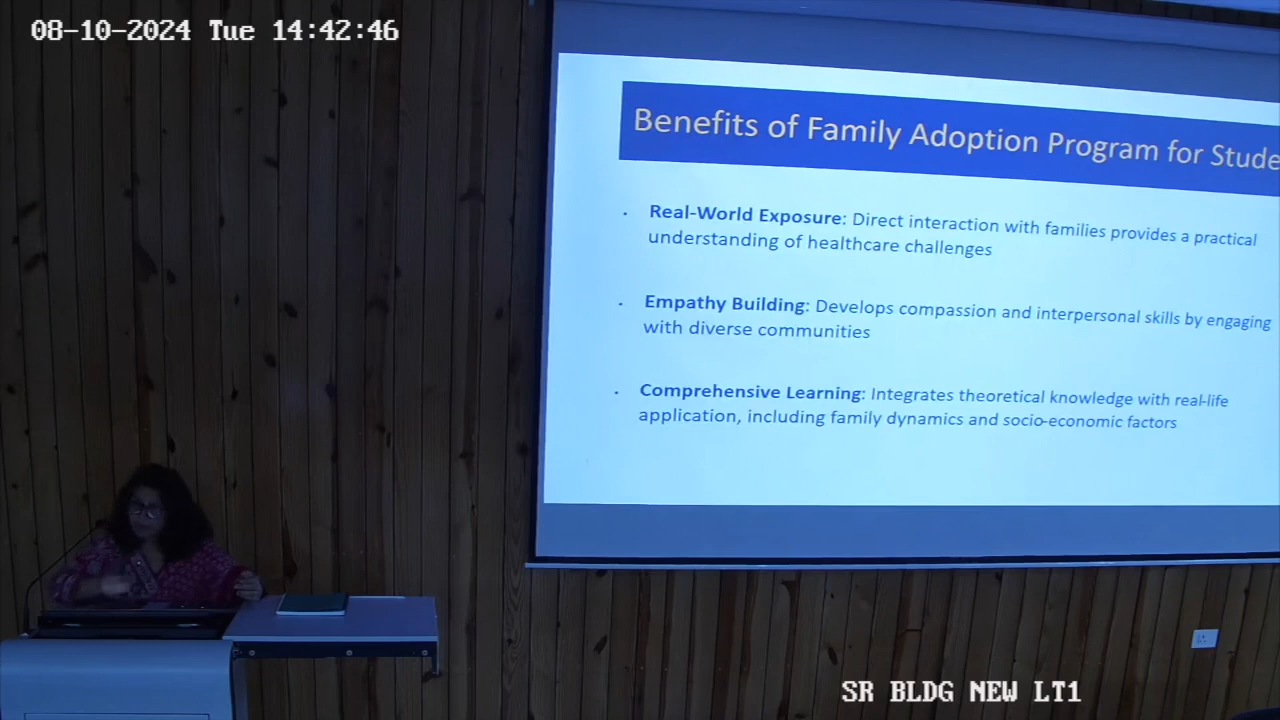 08-10-2024 Tue 14:42:46
Benefits of Family Adoption Program for Stude
. Real-World Exposure: Direct interaction with families provides a practical
understanding of healthcare challenges
. Empathy Building: Develops compassion and interpersonal skills by engaging
with diverse communities
. Comprehensive Learning: Integrates theoretical knowledge with real-life
application, including family dynamics and socio-economic factors
SR BLDG NEW LT1